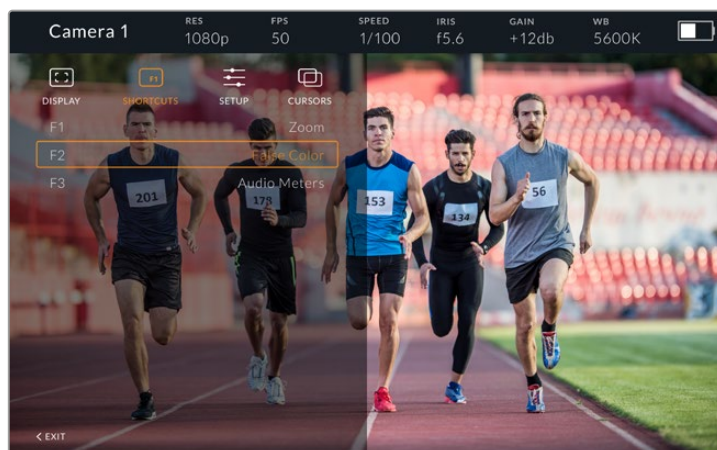 Camera 1
RES FPS SPEED IRIS GAIN WB
1080p 50 1/100 f5.6 +12db 5600K
F1
DISPLAY SHORTCUTS SETUP CURSORS
F1 Zoom
F2 False Color
F3 Audio Meters
201 178 153 134 56
< EXIT